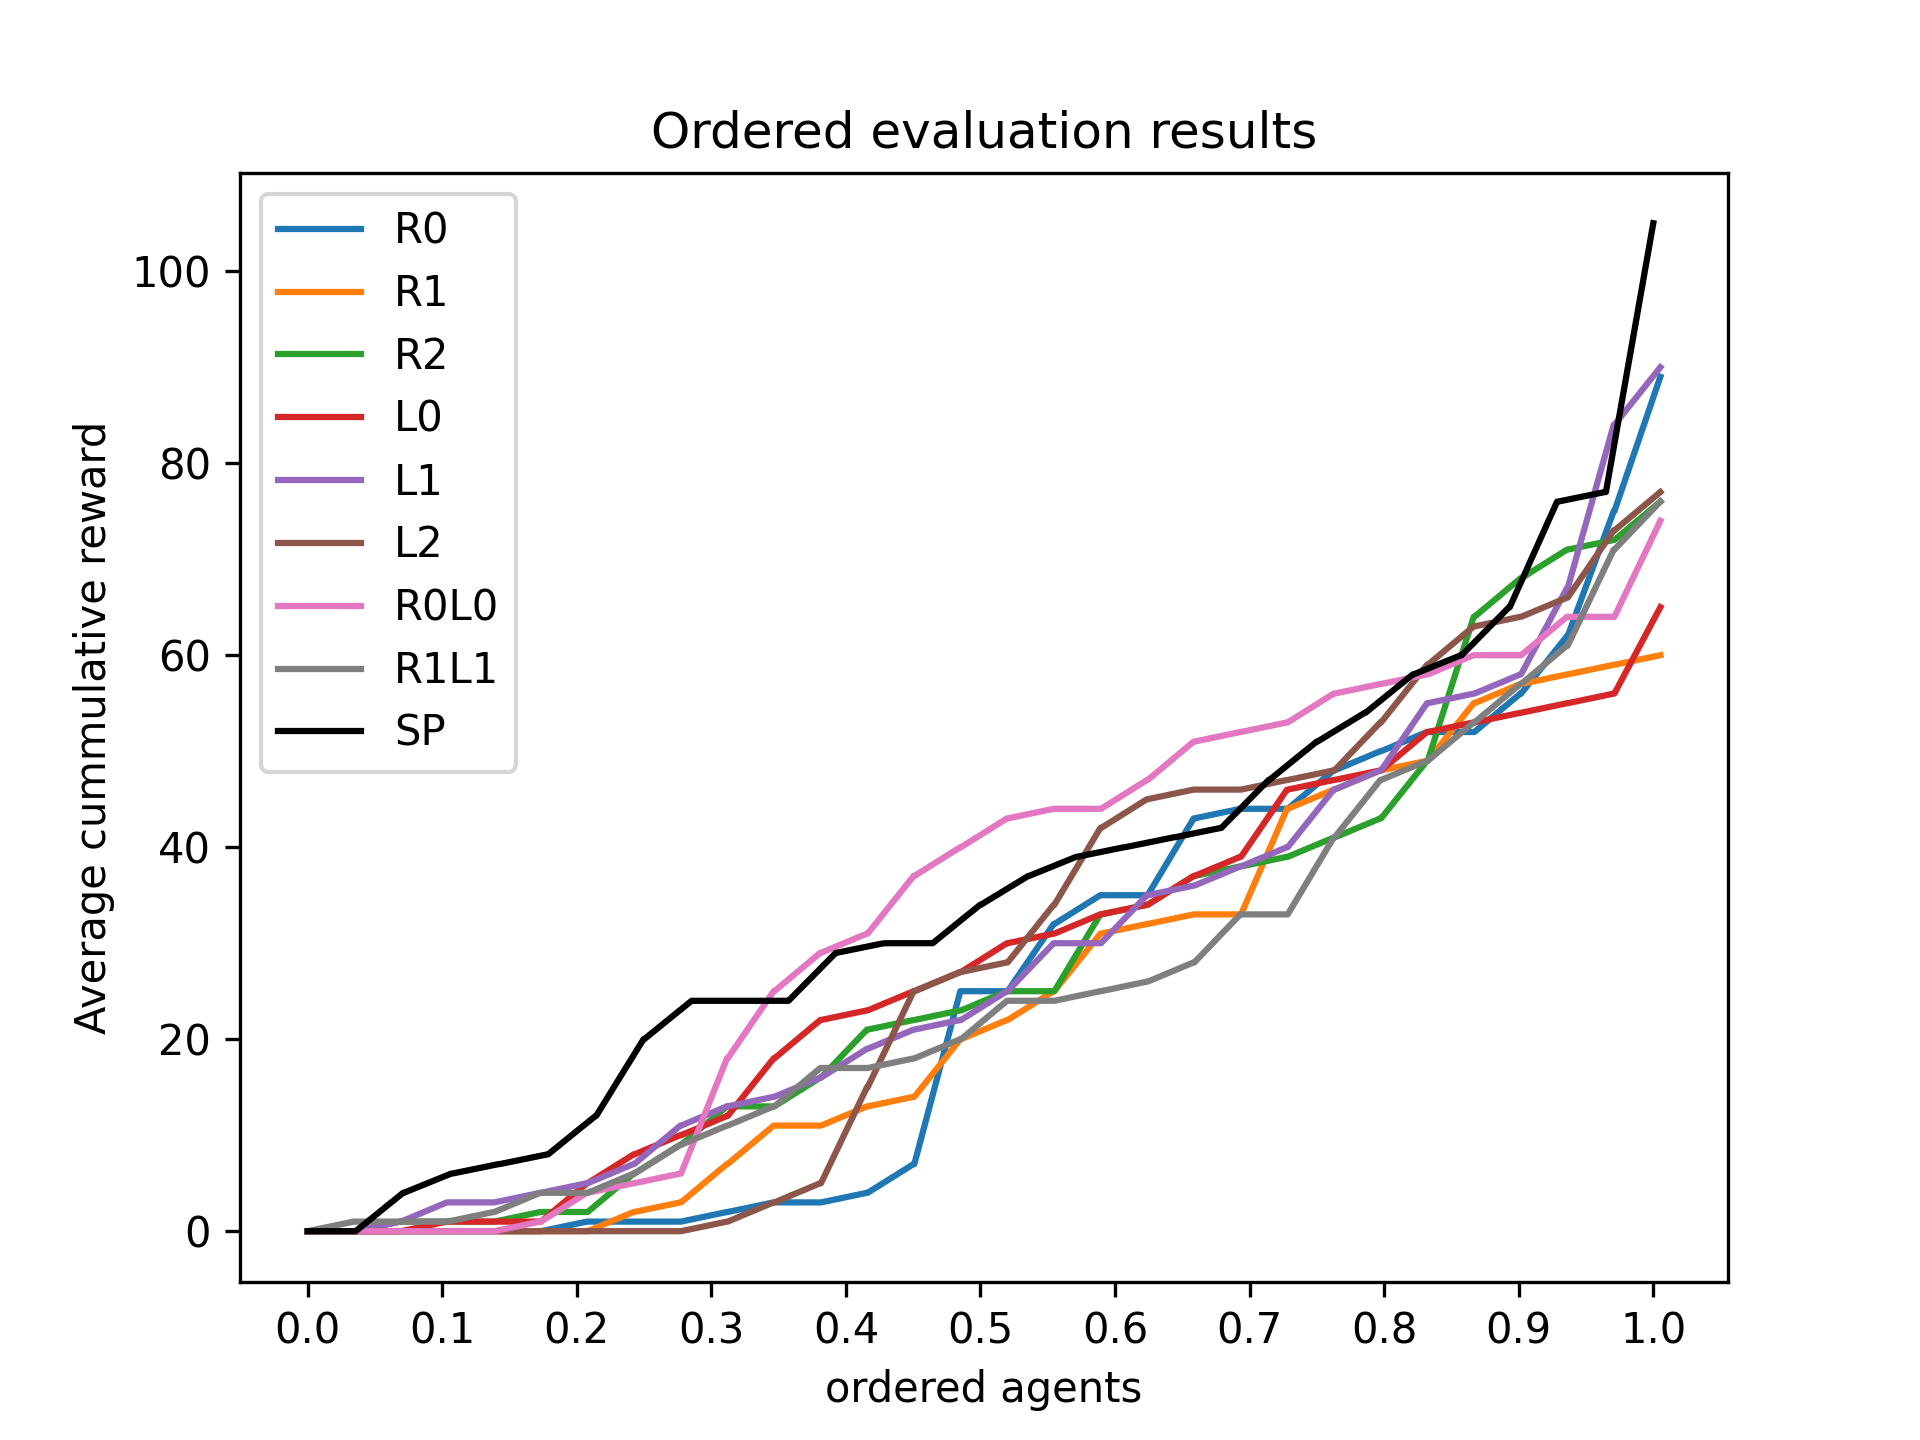 Ordered evaluation results
R0
R1
R2
L0
L1
L2
R0L0
R1L1
SP
100
80
60
40
20
0
Average cummulative reward
0.0 0.1 0.2 0.3 0.4 0.5 0.6 0.7 0.8 0.9 1.0
ordered agents